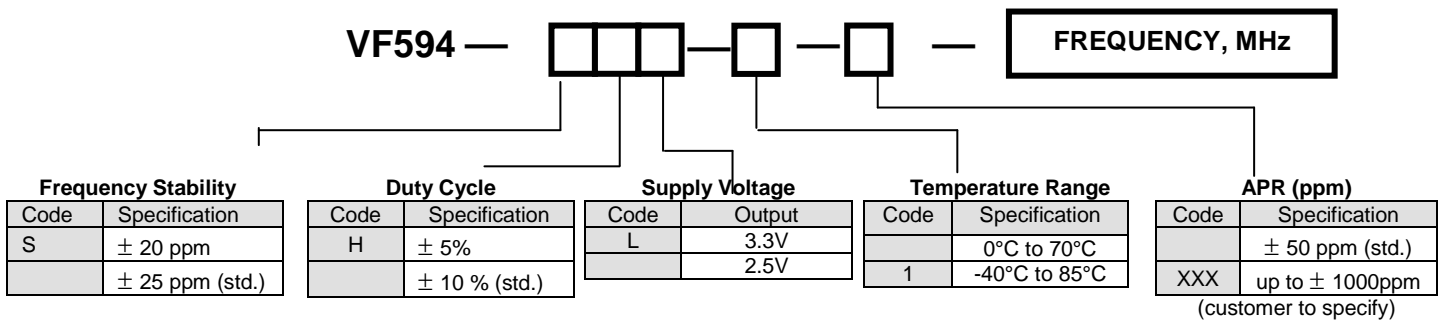 VF594 — — — — FREQUENCY, MHz
Frequency Stability
Code Specification
S ± 20 ppm
± 25 ppm (std.)
Duty Cycle
Code Specification
H ± 5%
± 10 % (std.)
Supply Voltage
Code Output
L 3.3V
2.5V
Temperature Range
Code Specification
0°C to 70°C
1 -40°C to 85°C
APR (ppm)
Code Specification
± 50 ppm (std.)
XXX up to ± 1000ppm
(customer to specify)